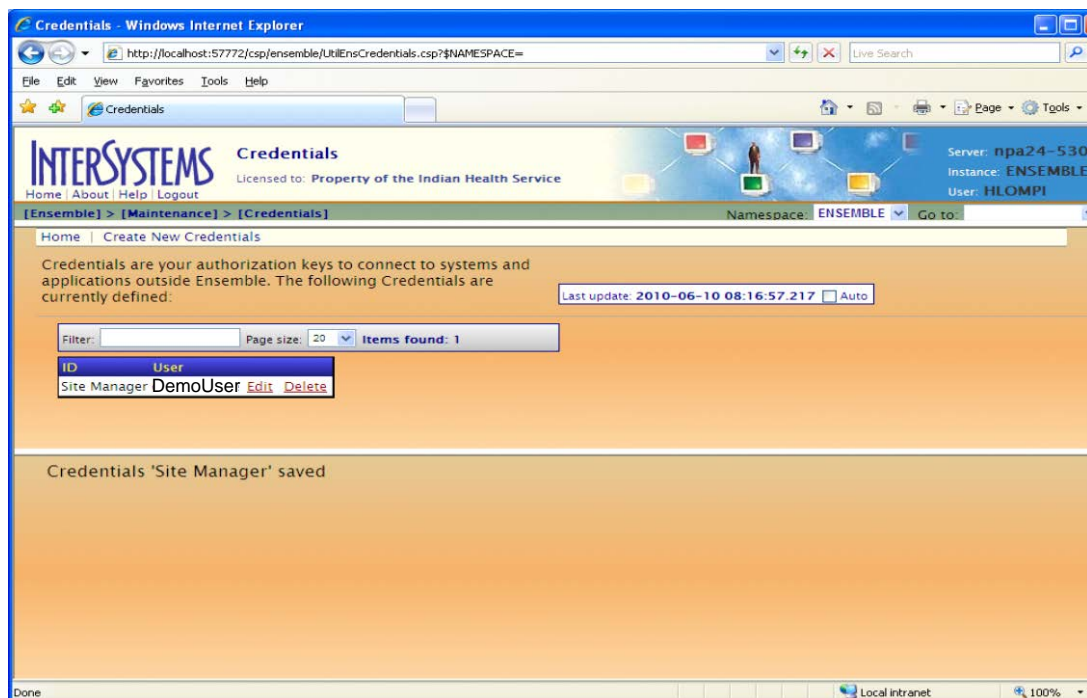 Credentials - Windows Internet Explorer
http://localhost:57772/csp/ensemble/UtilEnsCredentials.csp?$NAMESPACE=
Live Search
File Edit View Favorites Tools Help
Credentials
Page Tools
INTERSYSTEMS
Credentials
Licensed to: Property of the Indian Health Service
Server: npa24-530
Instance: ENSEMBLE
User: HLOMPI
Home | About | Help | Logout
[Ensemble] > [Maintenance] > [Credentials]
Namespace: ENSEMBLE Go to:
Home | Create New Credentials
Credentials are your authorization keys to connect to systems and
applications outside Ensemble. The following Credentials are
currently defined:
Last update: 2010-06-10 08:16:57.217 Auto
Filter: Page size: 20 Items found: 1
ID User
Site Manager DemoUser Edit Delete
Credentials 'Site Manager' saved
Done Local intranet 100%